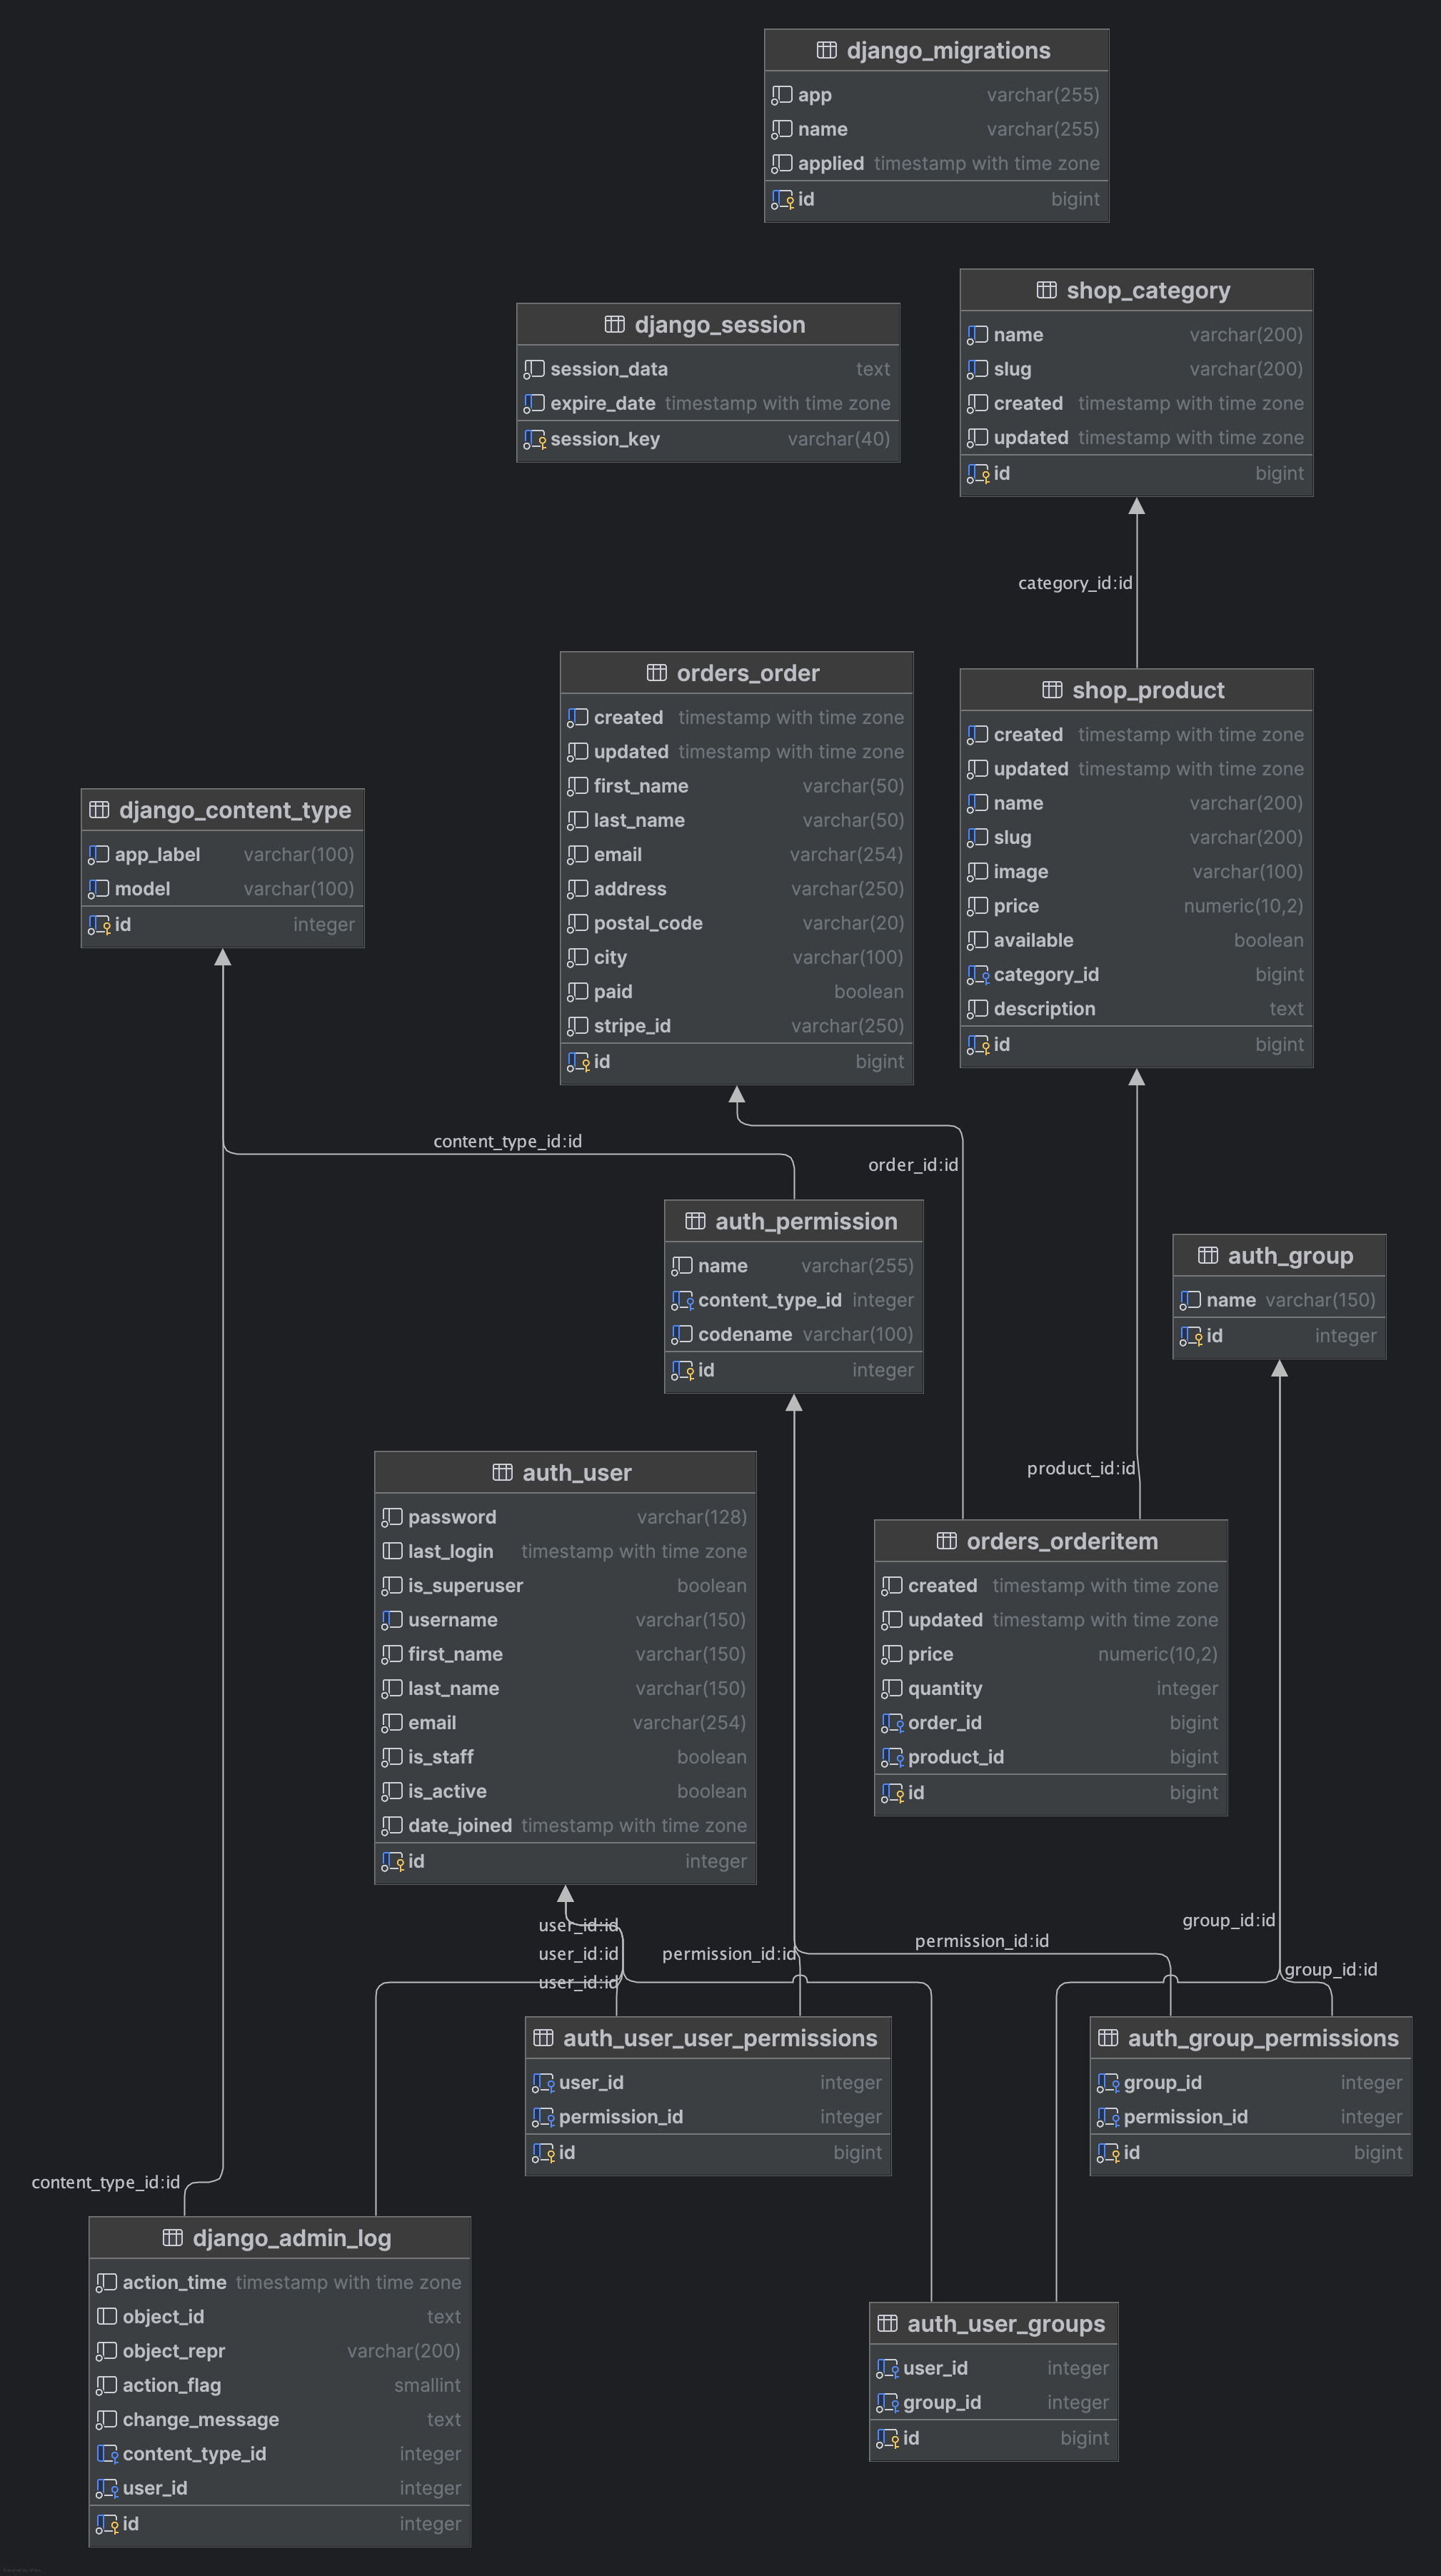 django_migrations
app varchar(255)
name varchar(255)
applied timestamp with time zone
id bigint
shop_category
name varchar(200)
slug varchar(200)
created timestamp with time zone
updated timestamp with time zone
id bigint
django_session
session_data text
expire_date timestamp with time zone
session_key varchar(40)
category_id:id
orders_order
created timestamp with time zone
updated timestamp with time zone
first_name varchar(50)
last_name varchar(50)
email varchar(254)
address varchar(250)
postal_code varchar(20)
city varchar(100)
paid boolean
stripe_id varchar(250)
id bigint
shop_product
created timestamp with time zone
updated timestamp with time zone
name varchar(200)
slug varchar(200)
image varchar(100)
price numeric(10,2)
available boolean
category_id bigint
description text
id bigint
django_content_type
app_label varchar(100)
model varchar(100)
id integer
content_type_id:id
order_id:id
auth_permission
name varchar(255)
content_type_id integer
codename varchar(100)
id integer
auth_group
name varchar(150)
id integer
product_id:id
auth_user
password varchar(128)
last_login timestamp with time zone
is_superuser boolean
username varchar(150)
first_name varchar(150)
last_name varchar(150)
email varchar(254)
is_staff boolean
is_active boolean
date_joined timestamp with time zone
id integer
orders_orderitem
created timestamp with time zone
updated timestamp with time zone
price numeric(10,2)
quantity integer
order_id bigint
product_id bigint
id bigint
user_id:id
user_id:id
user_id:id
permission_id:id
permission_id:id
group_id:id
group_id:id
auth_user_user_permissions
user_id integer
permission_id integer
id bigint
auth_group_permissions
group_id integer
permission_id integer
id bigint
content_type_id:id
django_admin_log
action_time timestamp with time zone
object_id text
object_repr varchar(200)
action_flag smallint
change_message text
content_type_id integer
user_id integer
id integer
auth_user_groups
user_id integer
group_id integer
id bigint